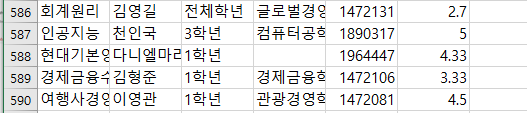 586 회계원리 김영길 전체학년 글로벌경영 1472131 2.7
587 인공지능 천인국 3학년 컴퓨터공학 1890317 5
588 현대기본영 다니엘마리 1학년 1964447 4.33
589 경제금융수 김형준 1학년 경제금융학 1472106 3.33
590 여행사경영 이영관 1학년 관광경영학 1472081 4.5